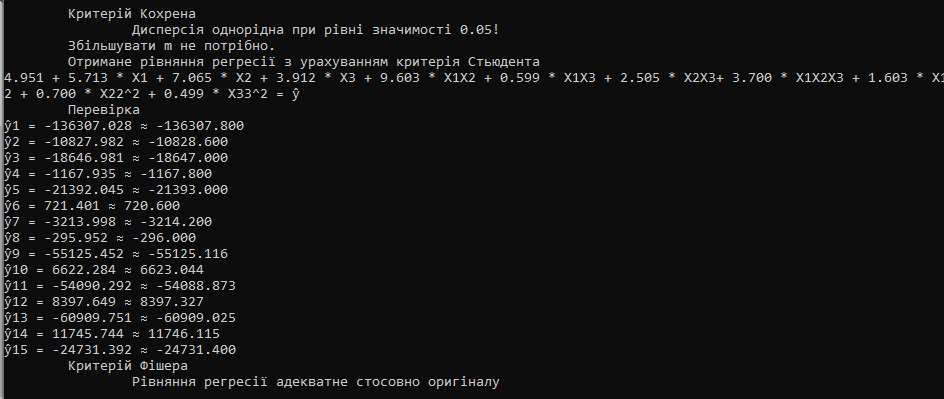 Критерій Кохрена
Дисперсія однорідна при рівні значимості 0.05!
Збільшувати m не потрібно.
Отримане рівняння регресії з урахуванням критерія Стьюдента
4.951 + 5.713 * X1 + 7.065 * X2 + 3.912 * X3 + 9.603 * X1X2 + 0.599 * X1X3 + 2.505 * X2X3+ 3.700 * X1X2X3 + 1.603 * X1
2 + 0.700 * X22^2 + 0.499 * X33^2 = ŷ
Перевірка
ŷ1 = -136307.028 ≈ -136307.800
ŷ2 = -10827.982 ≈ -10828.600
ŷ3 = -18646.981 ≈ -18647.000
ŷ4 = -1167.935 ≈ -1167.800
ŷ5 = -21392.045 ≈ -21393.000
ŷ6 = 721.401 ≈ 720.600
ŷ7 = -3213.998 ≈ -3214.200
ŷ8 = -295.952 ≈ -296.000
ŷ9 = -55125.452 ≈ -55125.116
ŷ10 = 6622.284 ≈ 6623.044
ŷ11 = -54090.292 ≈ -54088.873
ŷ12 = 8397.649 ≈ 8397.327
ŷ13 = -60909.751 ≈ -60909.025
ŷ14 = 11745.744 ≈ 11746.115
ŷ15 = -24731.392 ≈ -24731.400
Критерій Фішера
Рівняння регресії адекватне стосовно оригіналу